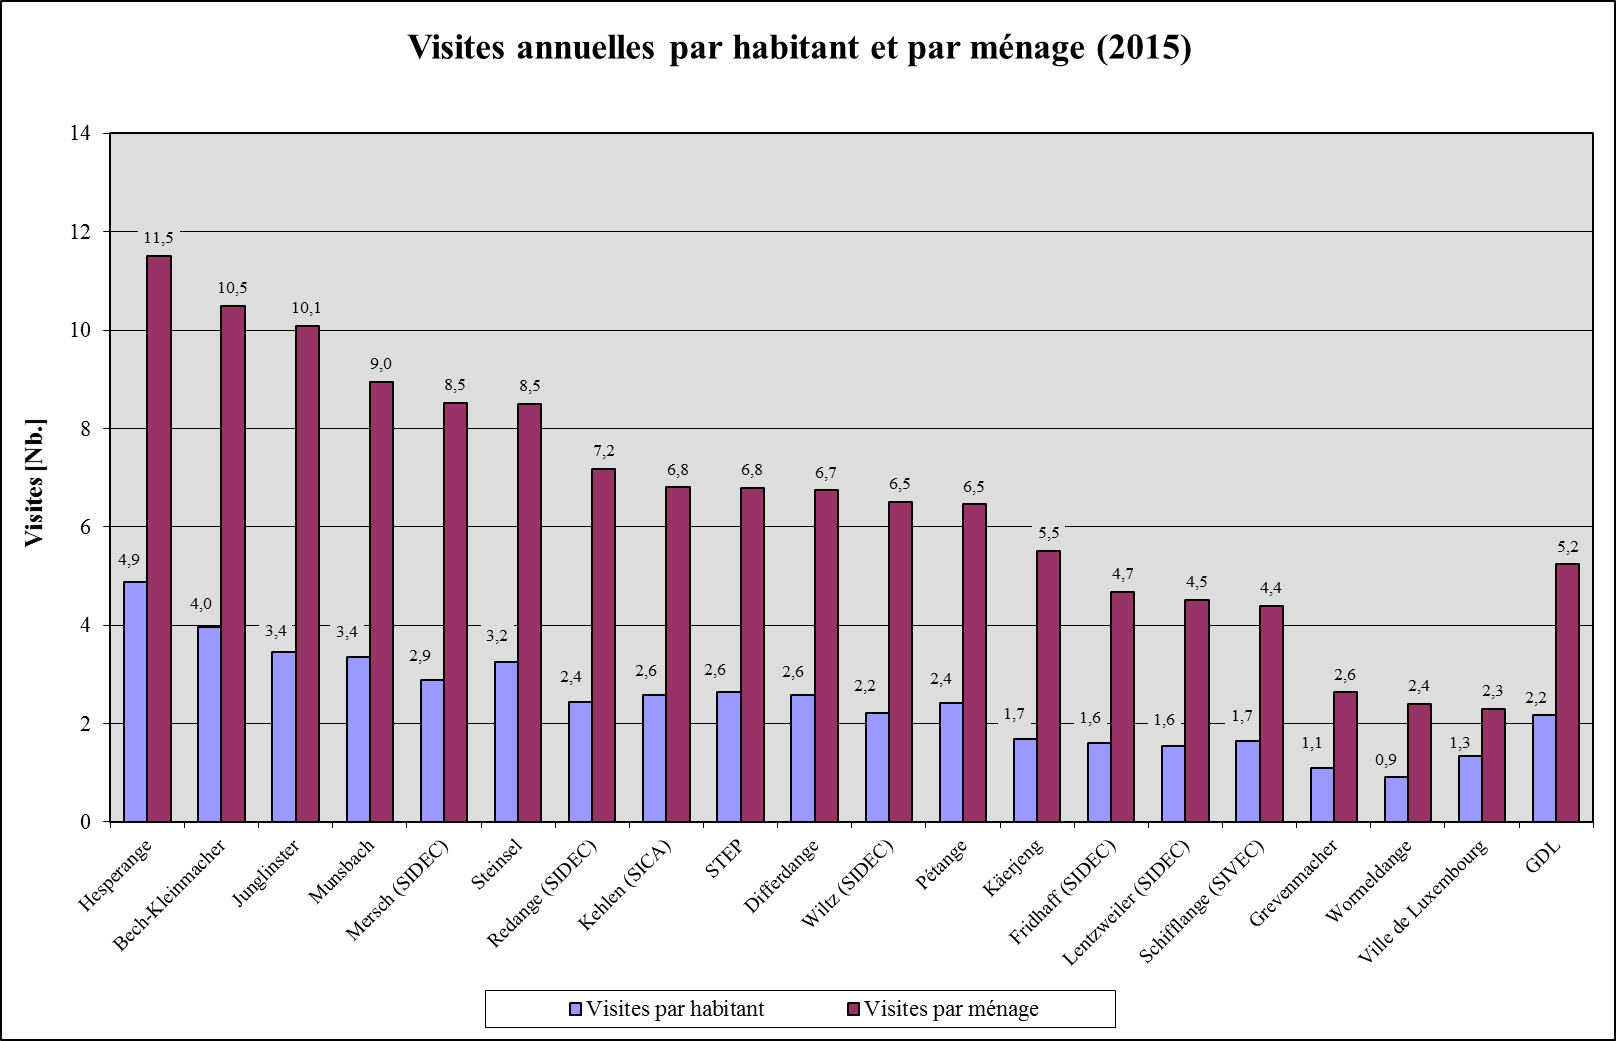 Visites annuelles par habitant et par ménage (2015)
Visites [Nb.]
14
12
10
8
6
4
2
0
4,9
11,5
4,0
10,5
3,4
10,1
3,4
9,0
2,9
8,5
3,2
8,5
2,4
7,2
2,6
6,8
2,6
6,8
2,6
6,7
2,2
6,5
2,4
6,5
1,7
5,5
1,6
4,7
1,6
4,5
1,7
4,4
1,1
2,6
0,9
2,4
1,3
2,3
2,2
5,2
Hesperange
Bech-Kleinmacher
Junglinster
Munsbach
Mersch (SIDEC)
Steinsel
Redange (SIDEC)
Kehlen (SICA)
STEP
Differdange
Wiltz (SIDEC)
Pétange
Käerjeng
Fridhaff (SIDEC)
Lentzweiler (SIDEC)
Schifflange (SIVEC)
Grevenmacher
Wormeldange
Ville de Luxembourg
GDL
Visites par habitant
Visites par ménage